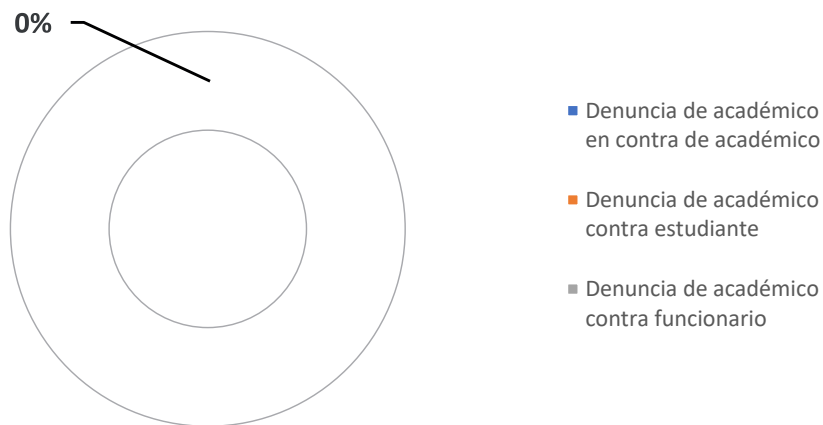 0%
Denuncia de académico
en contra de académico
Denuncia de académico
contra estudiante
Denuncia de académico
contra funcionario